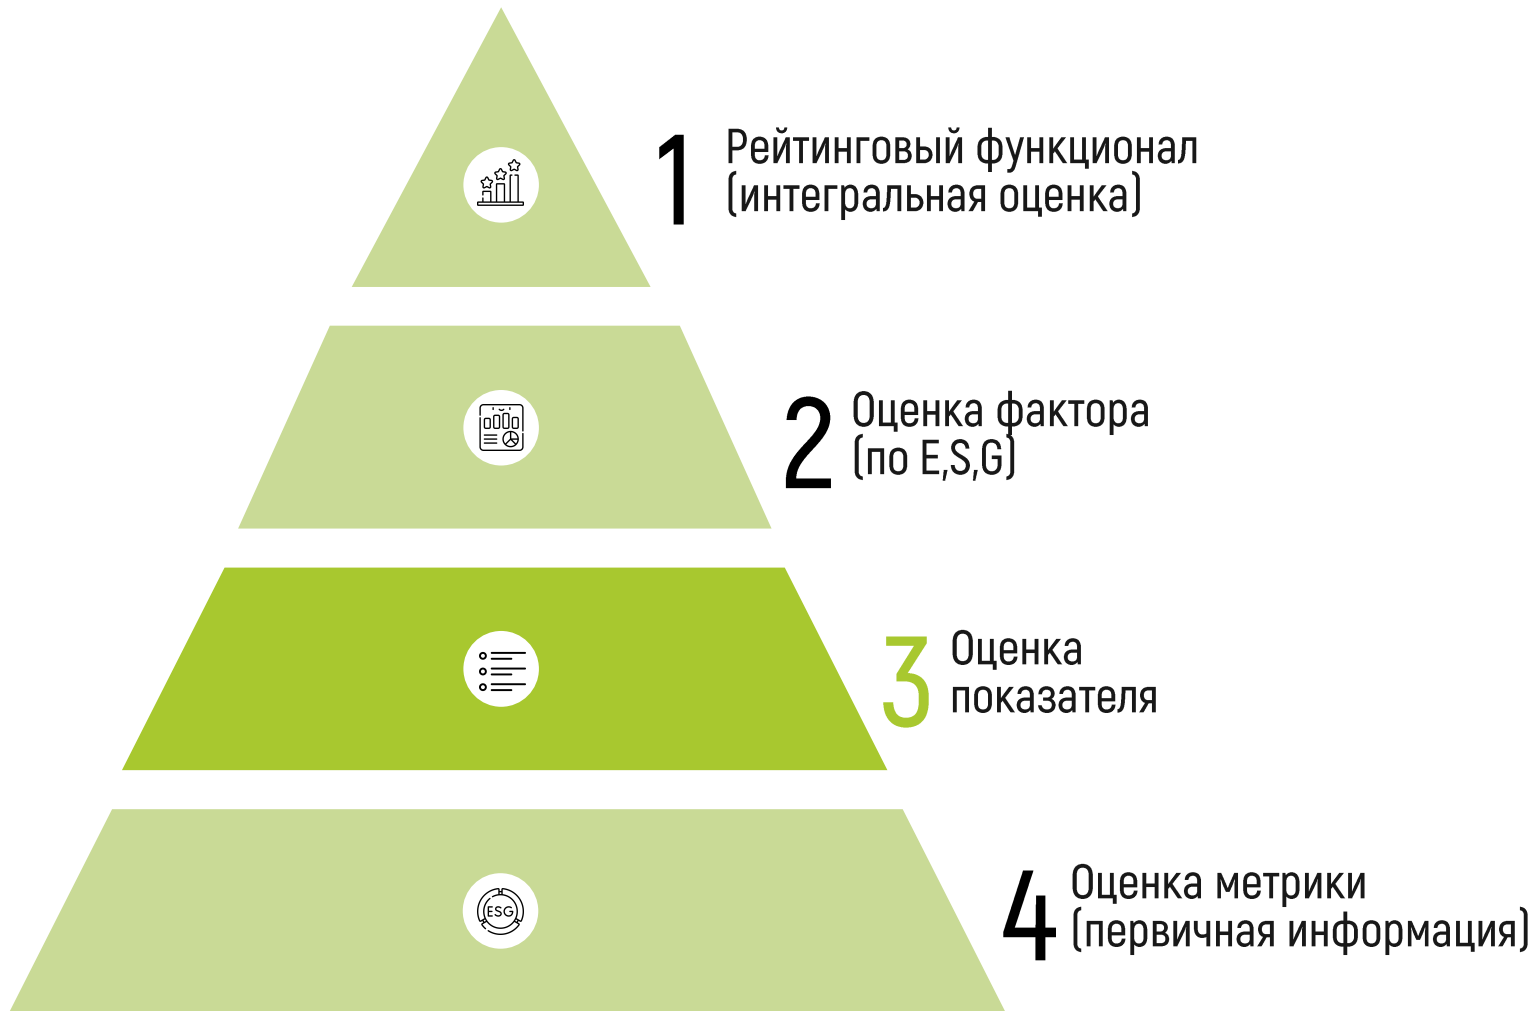 1
Рейтинговый функционал
(интегральная оценка)
2
Оценка фактора
(по E,S,G)
3
Оценка
показателя
4
Оценка метрики
(первичная информация)
ESG